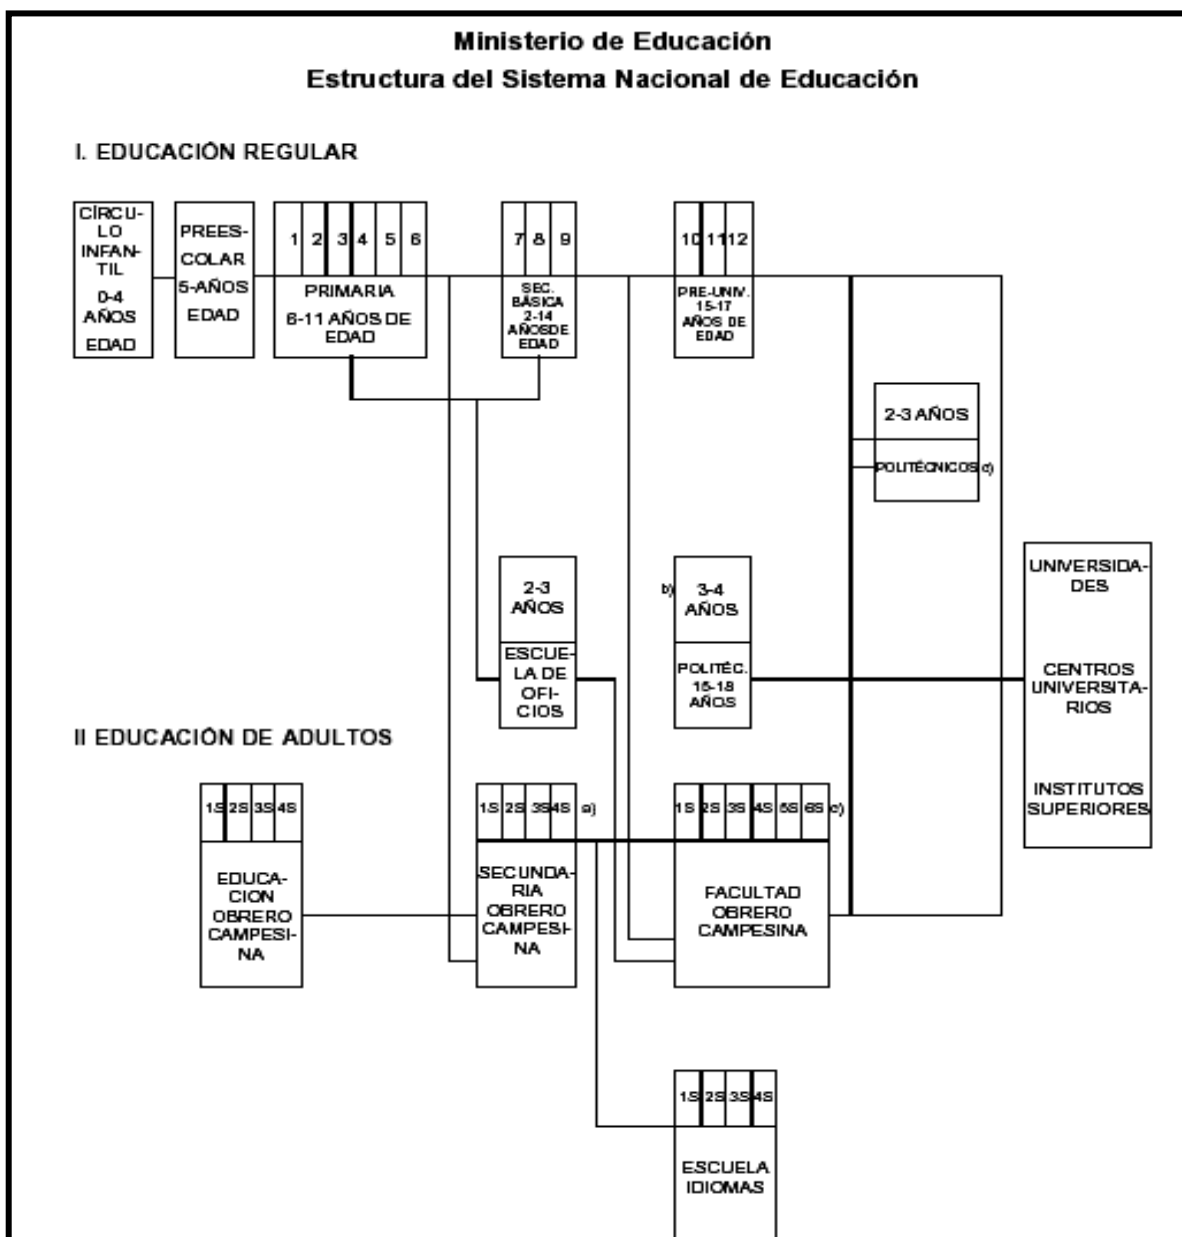 Ministerio de Educación
Estructura del Sistema Nacional de Educación
I. EDUCACIÓN REGULAR
CÍRCU-
LO
INFAN-
TIL
0-4
AÑOS
EDAD
PREES-
COLAR
5-AÑOS
EDAD
1 2 3 4 5 6
PRIMARIA
6-11 AÑOS DE
EDAD
7 8 9
SEC.
BÁSICA
2-14
AÑOSDE
EDAD
10 11 12
PRE-UNIV.
15-17
AÑOS DE
EDAD
2-3 AÑOS
POLITÉCNICOS d)
2-3
AÑOS
ESCUE-
LA DE
OFI-
CIOS
b) 3-4
AÑOS
POLITÉC.
15-18
AÑOS
UNIVERSIDA-
DES
CENTROS
UNIVERSITA-
RIOS
INSTITUTOS
SUPERIORES
II EDUCACIÓN DE ADULTOS
1S 2S 3S 4S
EDUCA-
CION
OBRERO
CAMPESI-
NA
1S 2S 3S 4S a)
SECUNDA-
RIA
OBRERO
CAMPESI-
NA
1S 2S 3S 4S 5S 6S c)
FACULTAD
OBRERO
CAMPESINA
1S 2S 3S 4S
ESCUELA
IDIOMAS